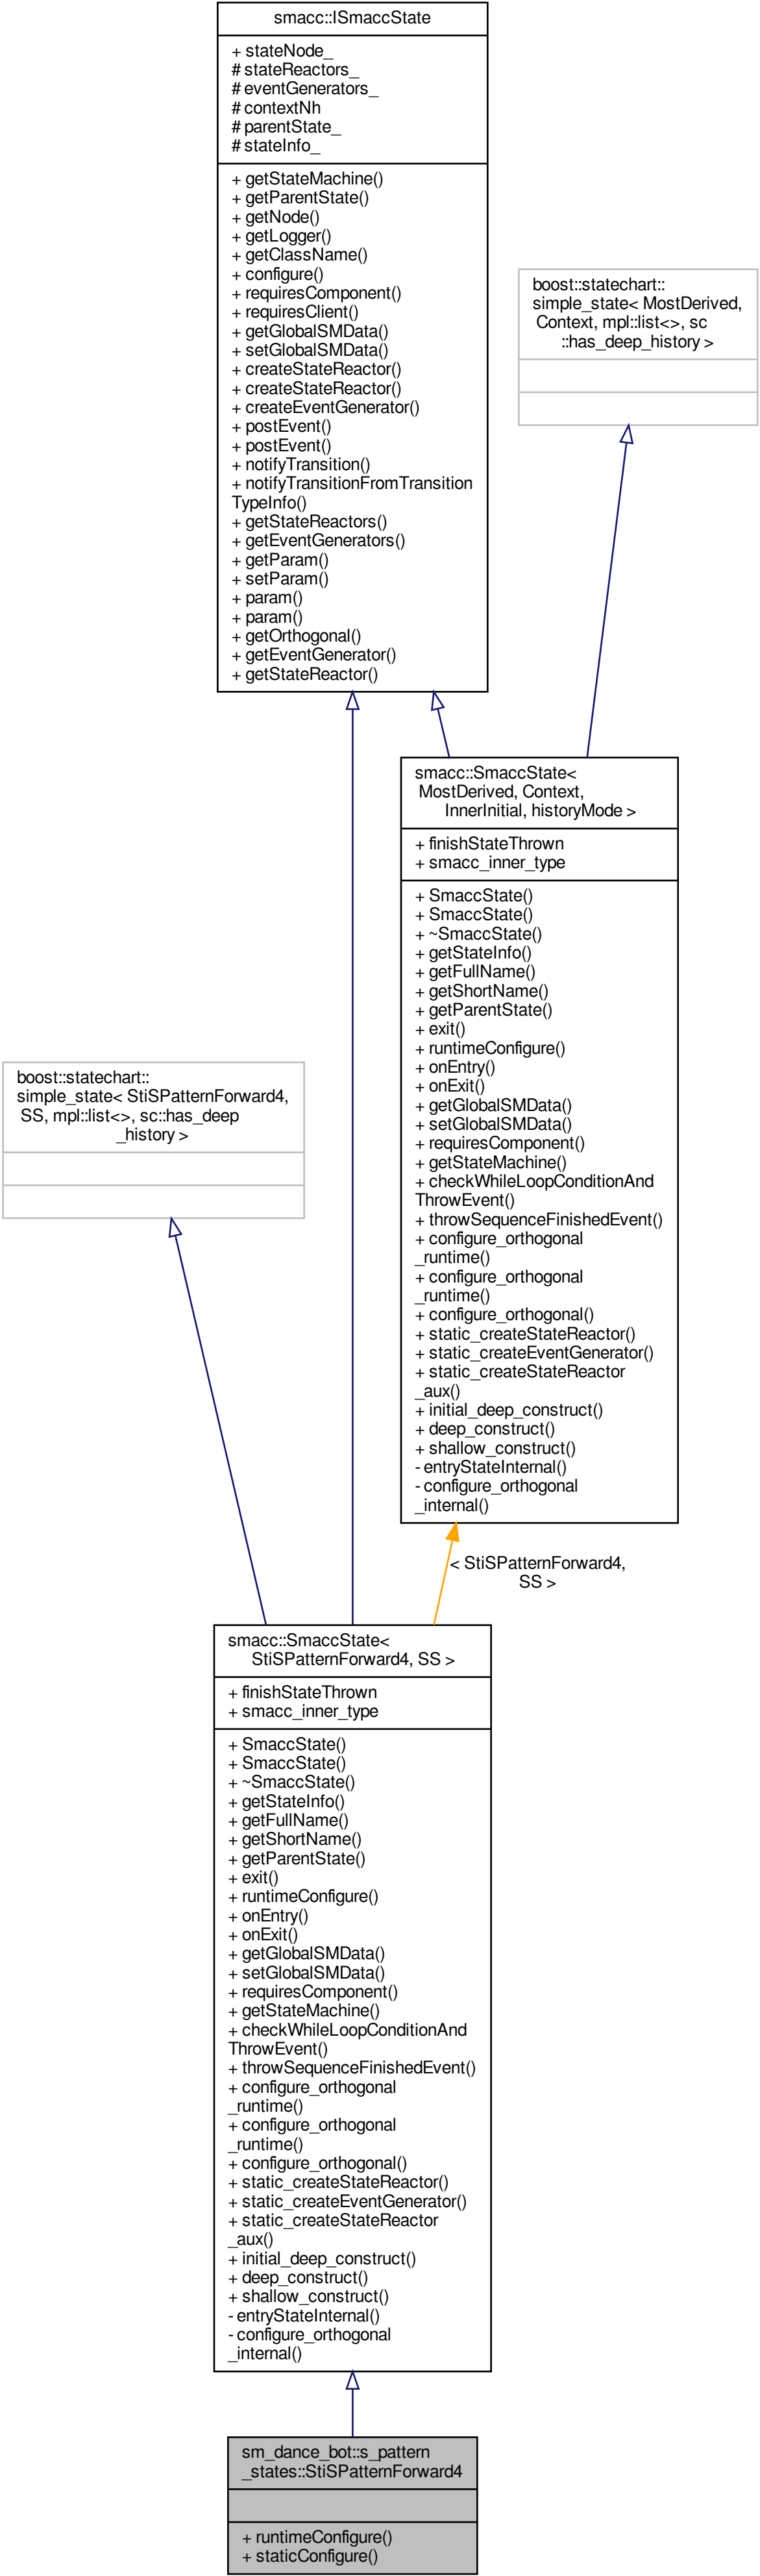 smacc::ISmaccState
+ stateNode_
# stateReactors_
# eventGenerators_
# contextNh
# parentState_
# stateInfo_
+ getStateMachine()
+ getParentState()
+ getNode()
+ getLogger()
+ getClassName()
+ configure()
+ requiresComponent()
+ requiresClient()
+ getGlobalSMData()
+ setGlobalSMData()
+ createStateReactor()
+ createStateReactor()
+ createEventGenerator()
+ postEvent()
+ postEvent()
+ notifyTransition()
+ notifyTransitionFromTransition
TypeInfo()
+ getStateReactors()
+ getEventGenerators()
+ getParam()
+ setParam()
+ param()
+ param()
+ getOrthogonal()
+ getEventGenerator()
+ getStateReactor()
boost::statechart::
simple_state< MostDerived,
Context, mpl::list<>, sc
::has_deep_history >
smacc::SmaccState<
MostDerived, Context,
InnerInitial, historyMode >
+ finishStateThrown
+ smacc_inner_type
+ SmaccState()
+ SmaccState()
+ ~SmaccState()
+ getStateInfo()
+ getFullName()
+ getShortName()
+ getParentState()
+ exit()
+ runtimeConfigure()
+ onEntry()
+ onExit()
+ getGlobalSMData()
+ setGlobalSMData()
+ requiresComponent()
+ getStateMachine()
+ checkWhileLoopConditionAnd
ThrowEvent()
+ throwSequenceFinishedEvent()
+ configure_orthogonal
_runtime()
+ configure_orthogonal
_runtime()
+ configure_orthogonal()
+ static_createStateReactor()
+ static_createEventGenerator()
+ static_createStateReactor
_aux()
+ initial_deep_construct()
+ deep_construct()
+ shallow_construct()
- entryStateInternal()
- configure_orthogonal
_internal()
boost::statechart::
simple_state< StiSPatternForward4,
SS, mpl::list<>, sc::has_deep
_history >
< StiSPatternForward4,
SS >
smacc::SmaccState<
StiSPatternForward4, SS >
+ finishStateThrown
+ smacc_inner_type
+ SmaccState()
+ SmaccState()
+ ~SmaccState()
+ getStateInfo()
+ getFullName()
+ getShortName()
+ getParentState()
+ exit()
+ runtimeConfigure()
+ onEntry()
+ onExit()
+ getGlobalSMData()
+ setGlobalSMData()
+ requiresComponent()
+ getStateMachine()
+ checkWhileLoopConditionAnd
ThrowEvent()
+ throwSequenceFinishedEvent()
+ configure_orthogonal
_runtime()
+ configure_orthogonal
_runtime()
+ configure_orthogonal()
+ static_createStateReactor()
+ static_createEventGenerator()
+ static_createStateReactor
_aux()
+ initial_deep_construct()
+ deep_construct()
+ shallow_construct()
- entryStateInternal()
- configure_orthogonal
_internal()
sm_dance_bot::s_pattern
_states::StiSPatternForward4
+ runtimeConfigure()
+ staticConfigure()